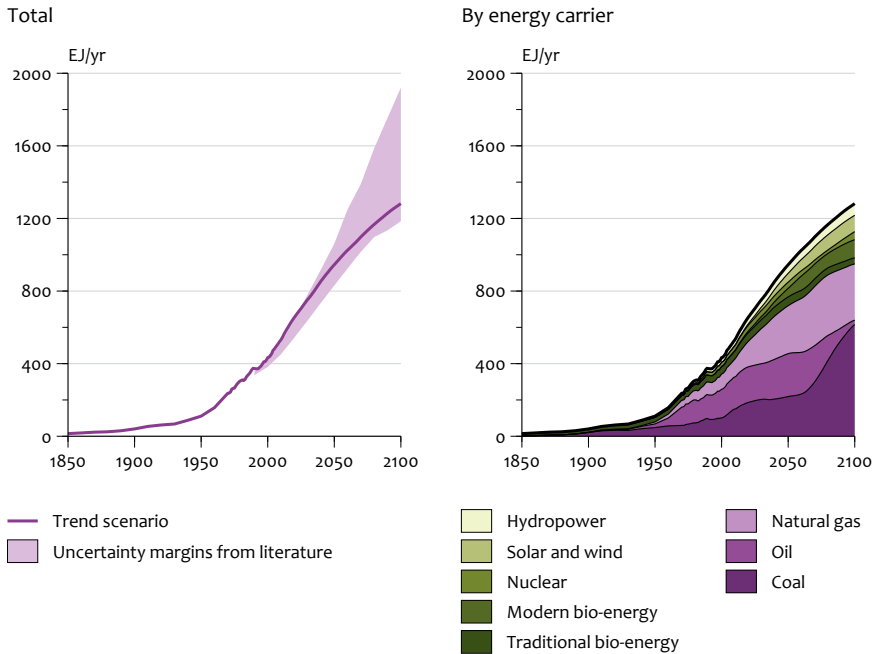 Total
EJ/yr
2000
1600
1200
800
400
0
1850
1900
1950
2000
2050
2100
Trend scenario
Uncertainty margins from literature
By energy carrier
EJ/yr
2000
1600
1200
800
400
0
1850
1900
1950
2000
2050
2100
Hydropower
Solar and wind
Nuclear
Modern bio-energy
Traditional bio-energy
Natural gas
Oil
Coal